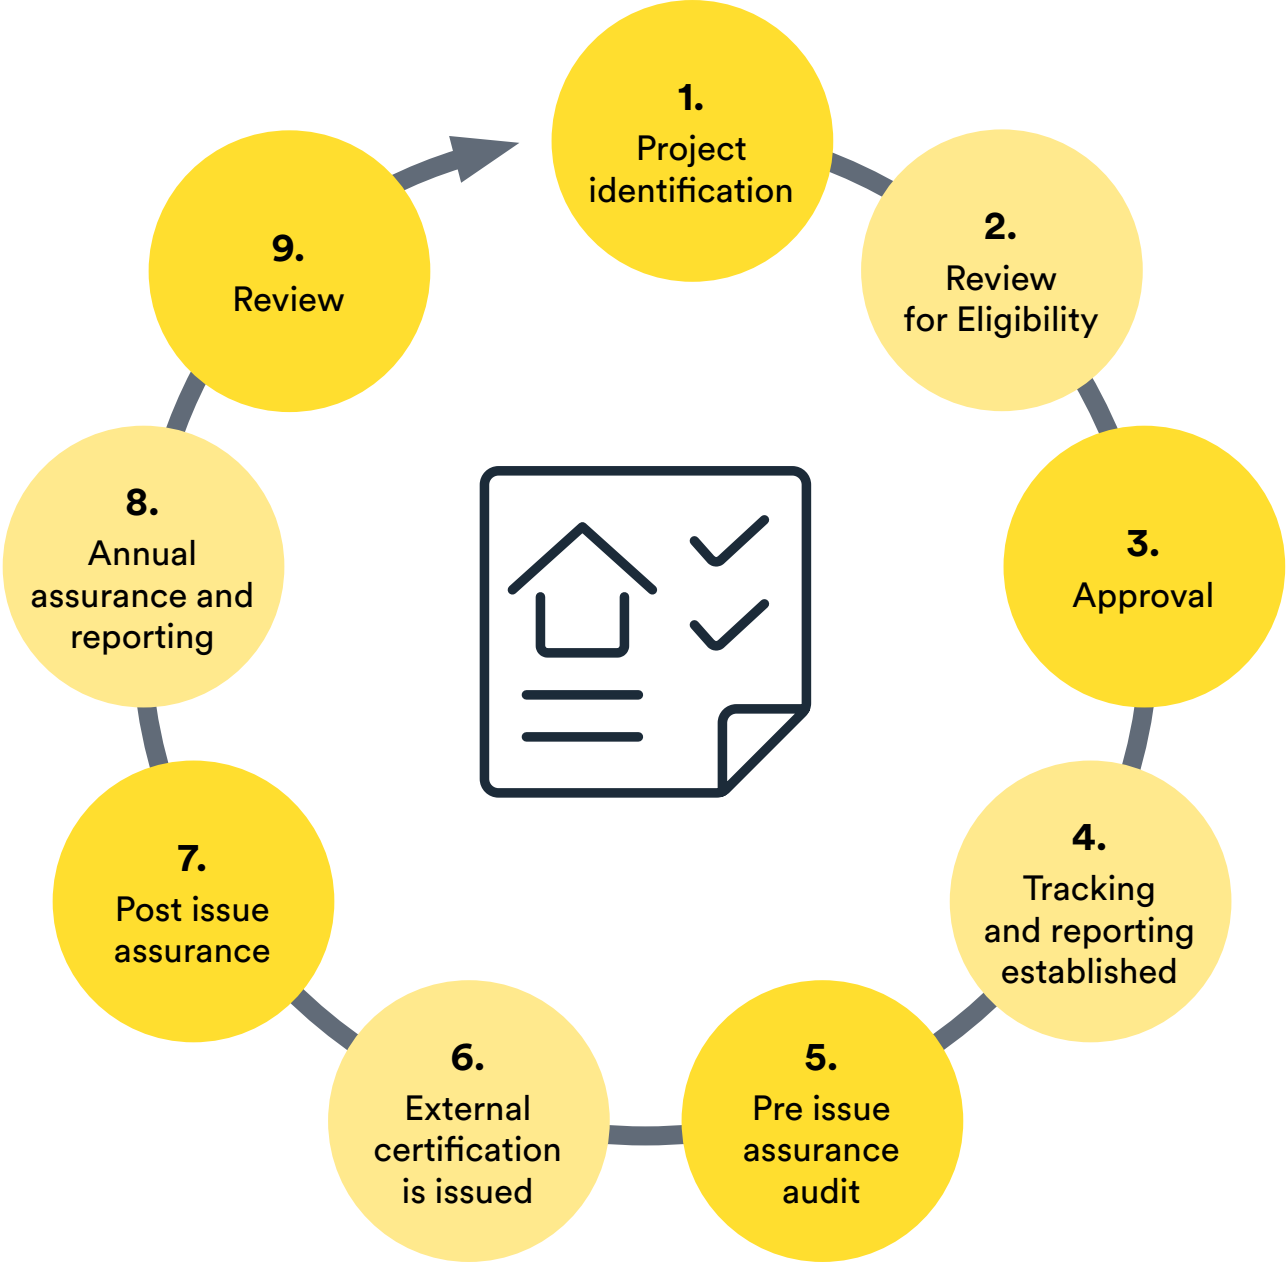 1.
Project
identification
2.
Review
for Eligibility
3.
Approval
4.
Tracking
and reporting
established
5.
Pre issue
assurance
audit
6.
External
certification
is issued
7.
Post issue
assurance
8.
Annual
assurance and
reporting
9.
Review